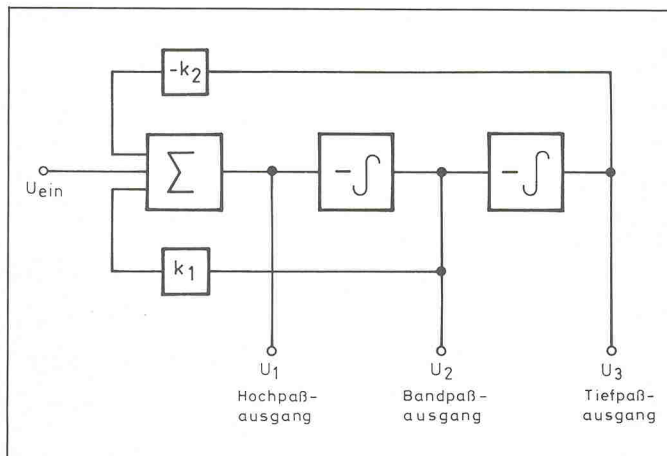 -k2
Uein
Σ
-∫
-∫
k1
U1
Hochpaß-
ausgang
U2
Bandpaß-
ausgang
U3
Tiefpaß-
ausgang